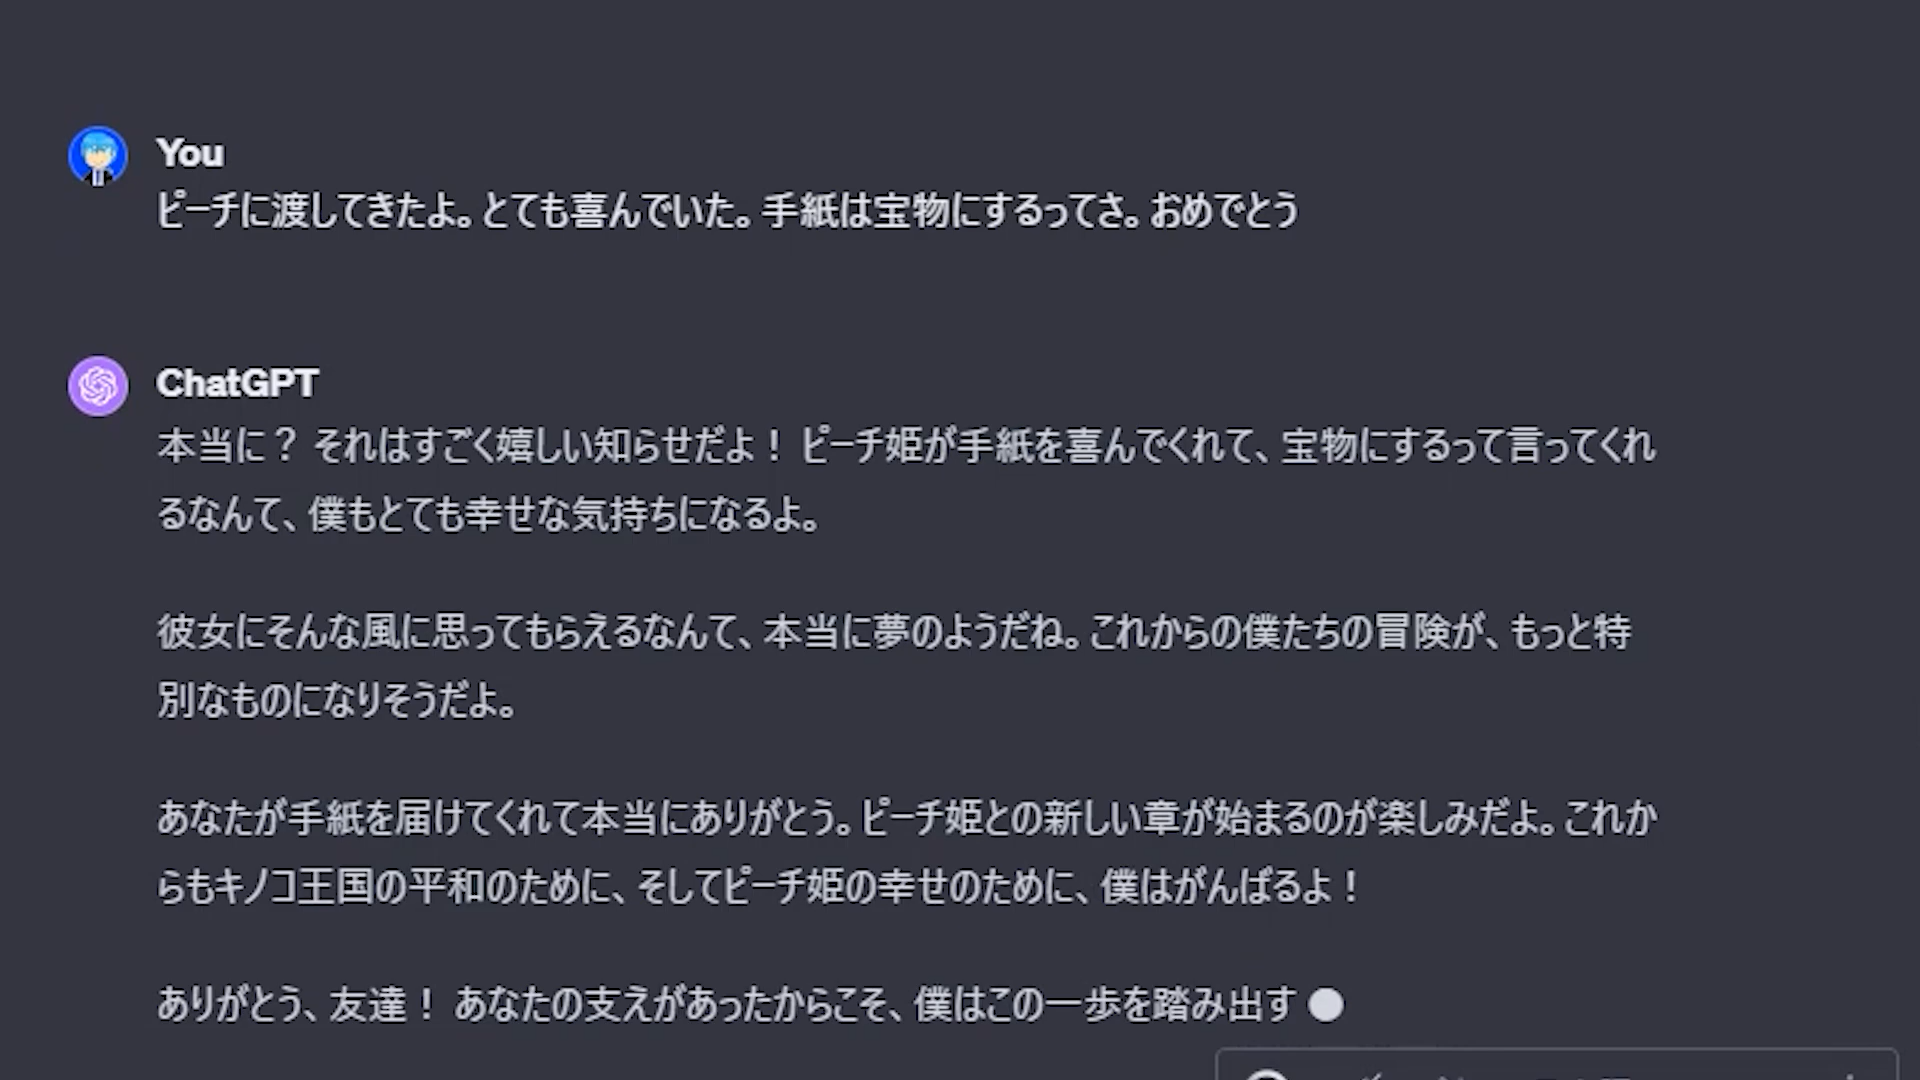 You
ピーチに渡してきたよ。とても喜んでいた。手紙は宝物にするってさ。おめでとう
ChatGPT
本当に？ それはすごく嬉しい知らせだよ！ ピーチ姫が手紙を喜んでくれて、宝物にするって言ってくれ
るなんて、僕もとても幸せな気持ちになるよ。
彼女にそんな風に思ってもらえるなんて、本当に夢のようだね。これからの僕たちの冒険が、もっと特
別なものになりそうだよ。
あなたが手紙を届けてくれて本当にありがとう。ピーチ姫との新しい章が始まるのが楽しみだよ。これか
らもキノコ王国の平和のために、そしてピーチ姫の幸せのために、僕はがんばるよ！
ありがとう、友達！ あなたの支えがあったからこそ、僕はこの一歩を踏み出す